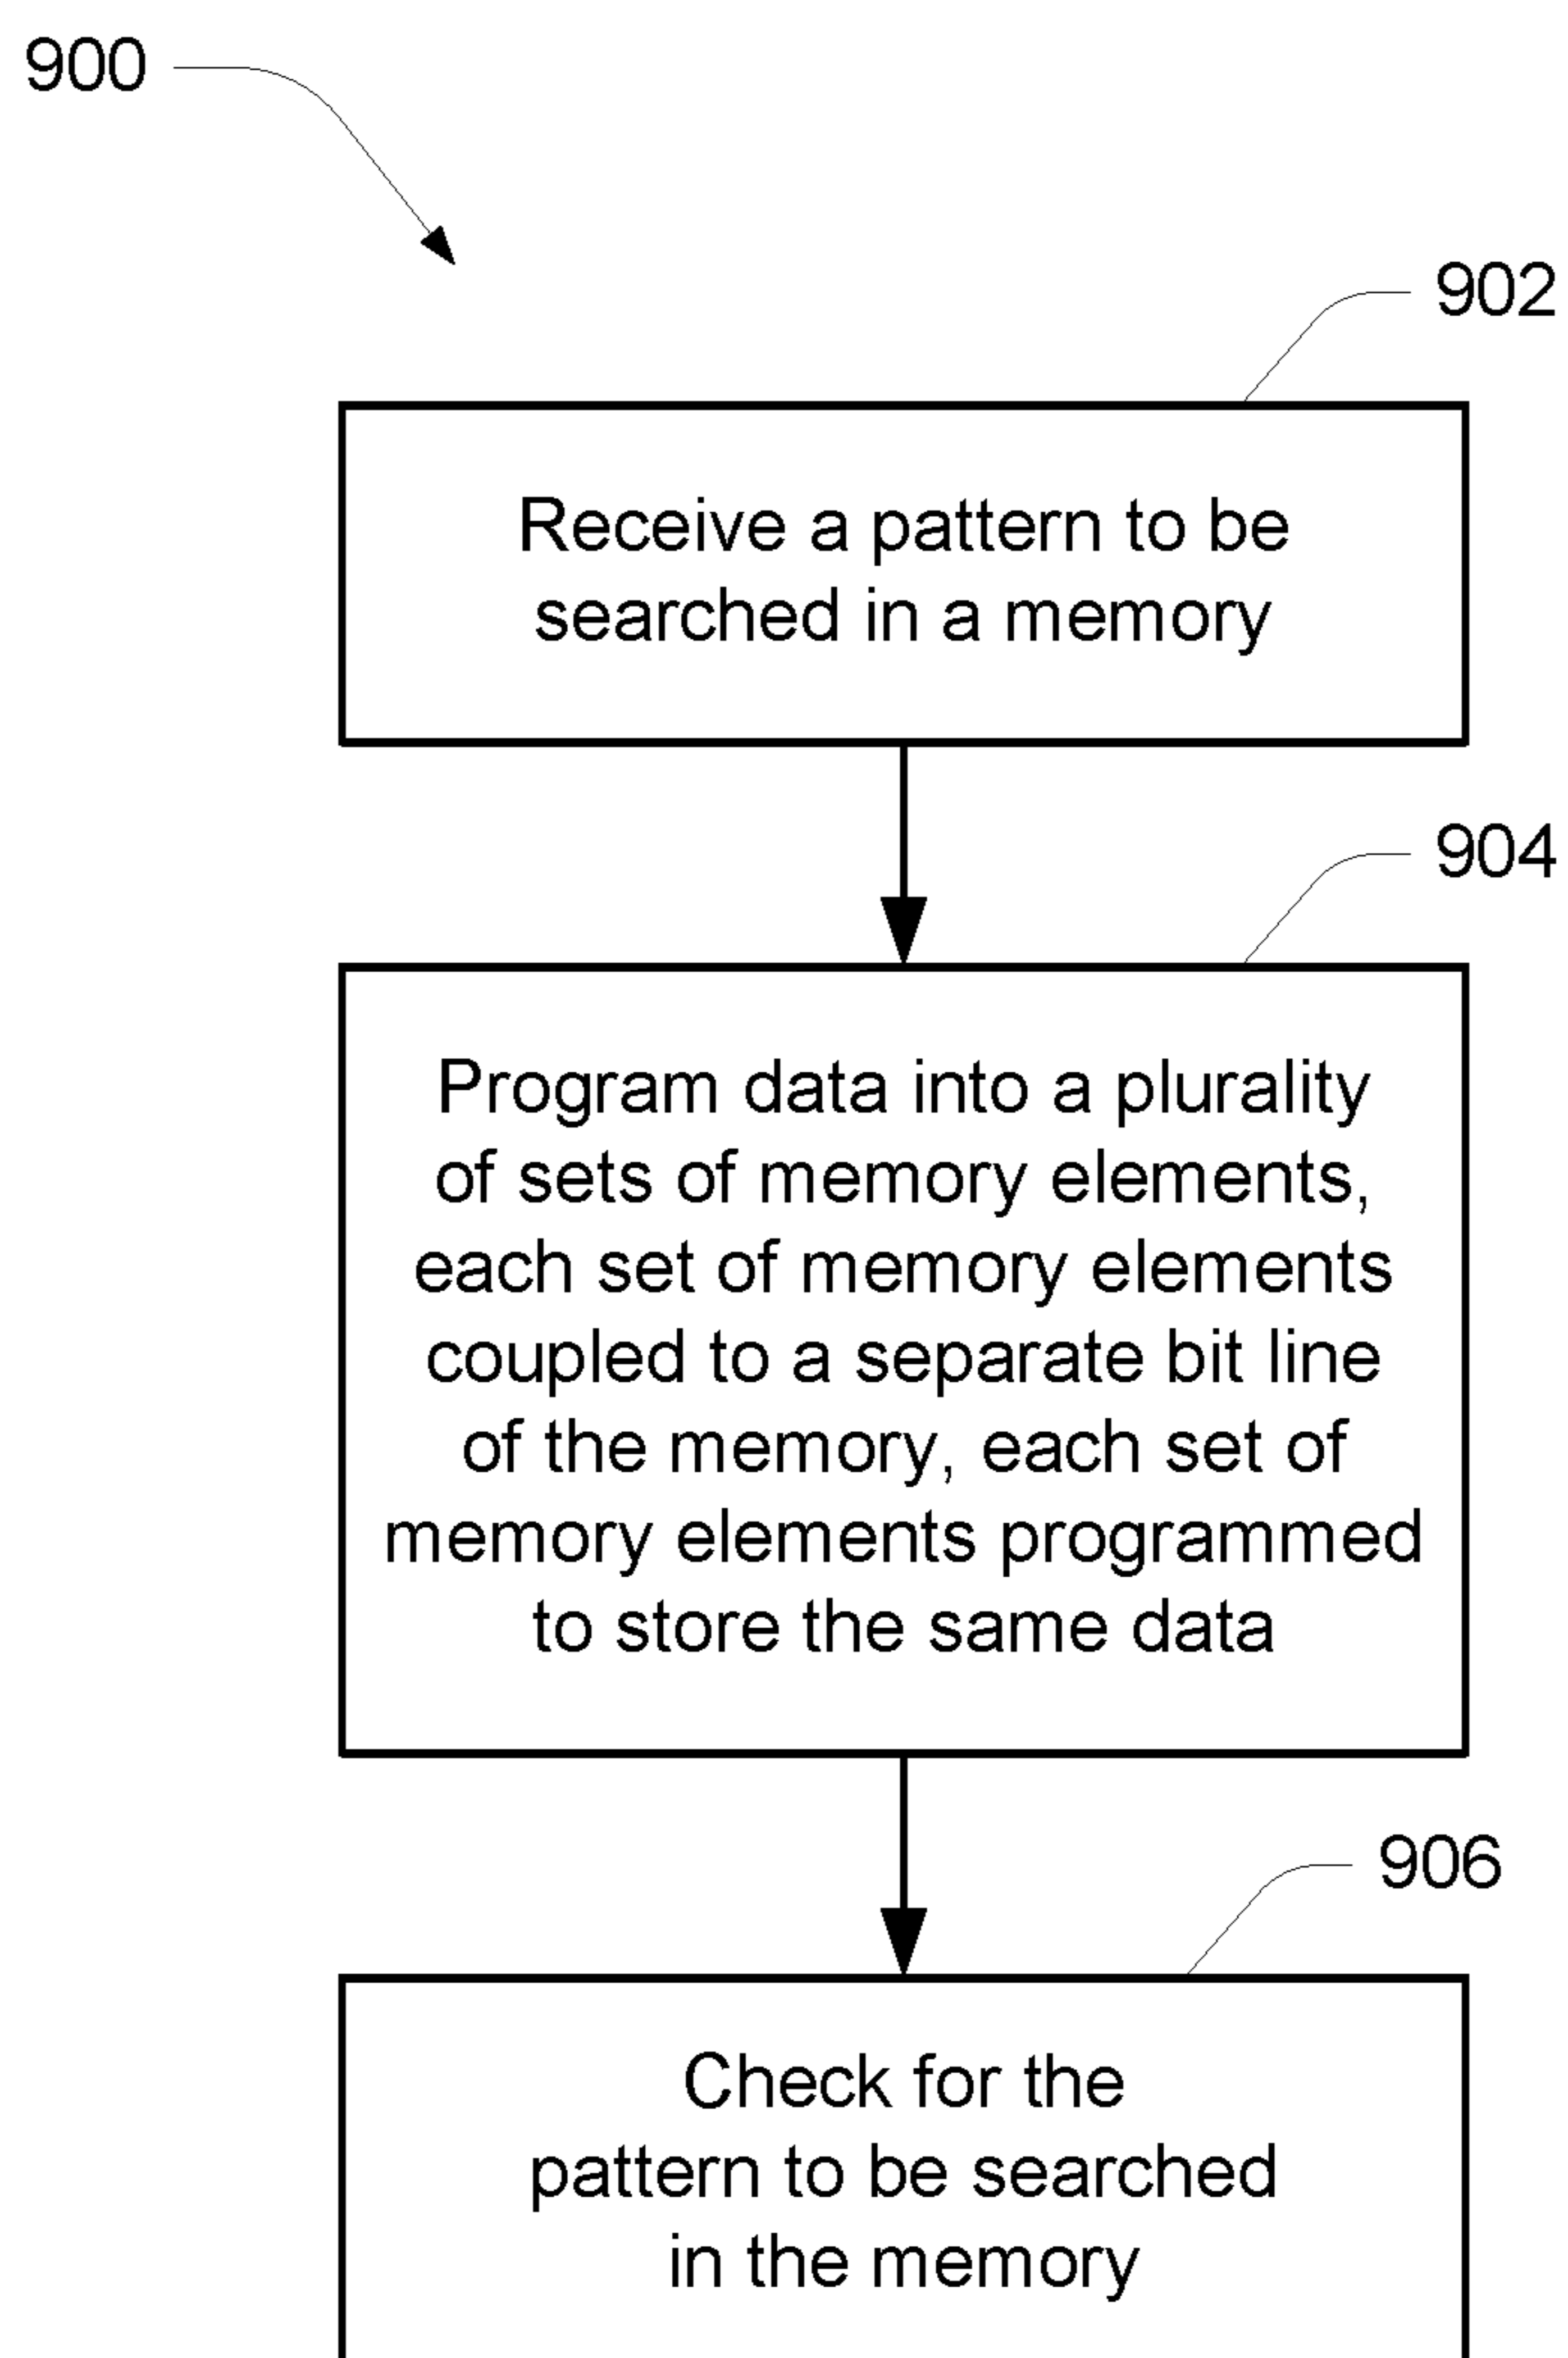 900
902
Receive a pattern to be
searched in a memory
904
Program data into a plurality
of sets of memory elements,
each set of memory elements
coupled to a separate bit line
of the memory, each set of
memory elements programmed
to store the same data
906
Check for the
pattern to be searched
in the memory